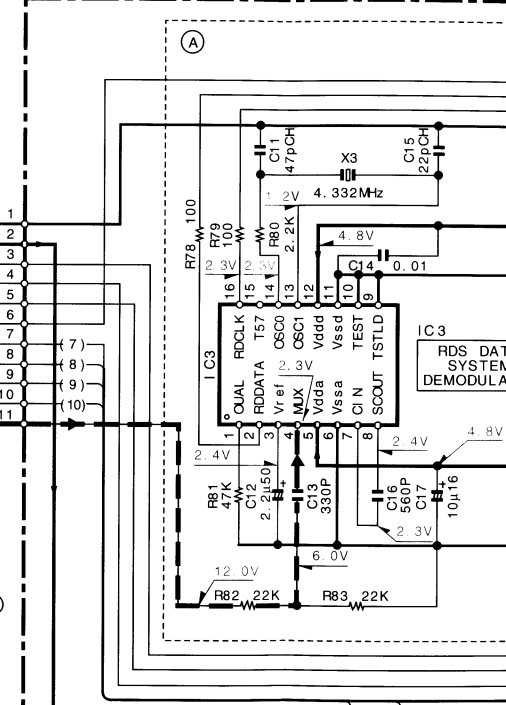 A
C11
47pCH
C15
22pCH
X3
4.332MHz
1.2V
100
R78
R79
100
R80
2.2K
4.8V
C14
0.01
2.3V
2.3V
1
2
3
4
5
6
7
8
9
10
11
(7)
(8)
(9)
(10)
16
15
14
13
12
11
10
9
RDCLK
T57
OSC0
OSC1
Vddd
Vssd
TEST
TSTLD
IC3
2.3V
QUAL
RDDATA
Vref
MUX
Vdda
Vssa
CIN
SCOUT
1
2
3
4
5
6
7
8
IC3
RDS DAT
SYSTEM
DEMODULA
2.4V
2.4V
4.8V
R81
47K
C12
2.2µ50
+
C13
330P
C16
560P
C17
10µ16
+
2.3V
6.0V
12.0V
R82
22K
R83
22K